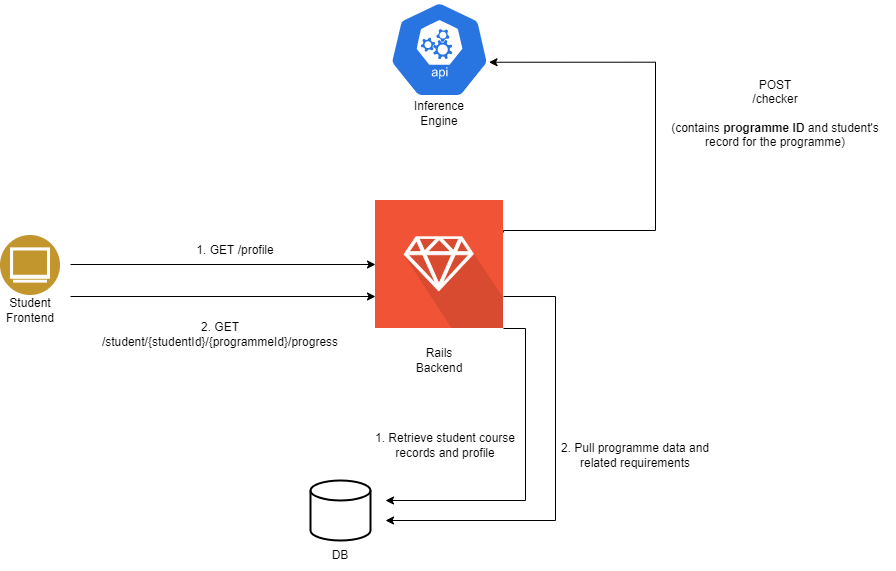 api
Inference
Engine
POST
/checker
(contains programme ID and student's
record for the programme)
1. GET /profile
Student
Frontend
2. GET
/student/{studentId}/{programmeId}/progress
Rails
Backend
1. Retrieve student course
records and profile
2. Pull programme data and
related requirements
DB